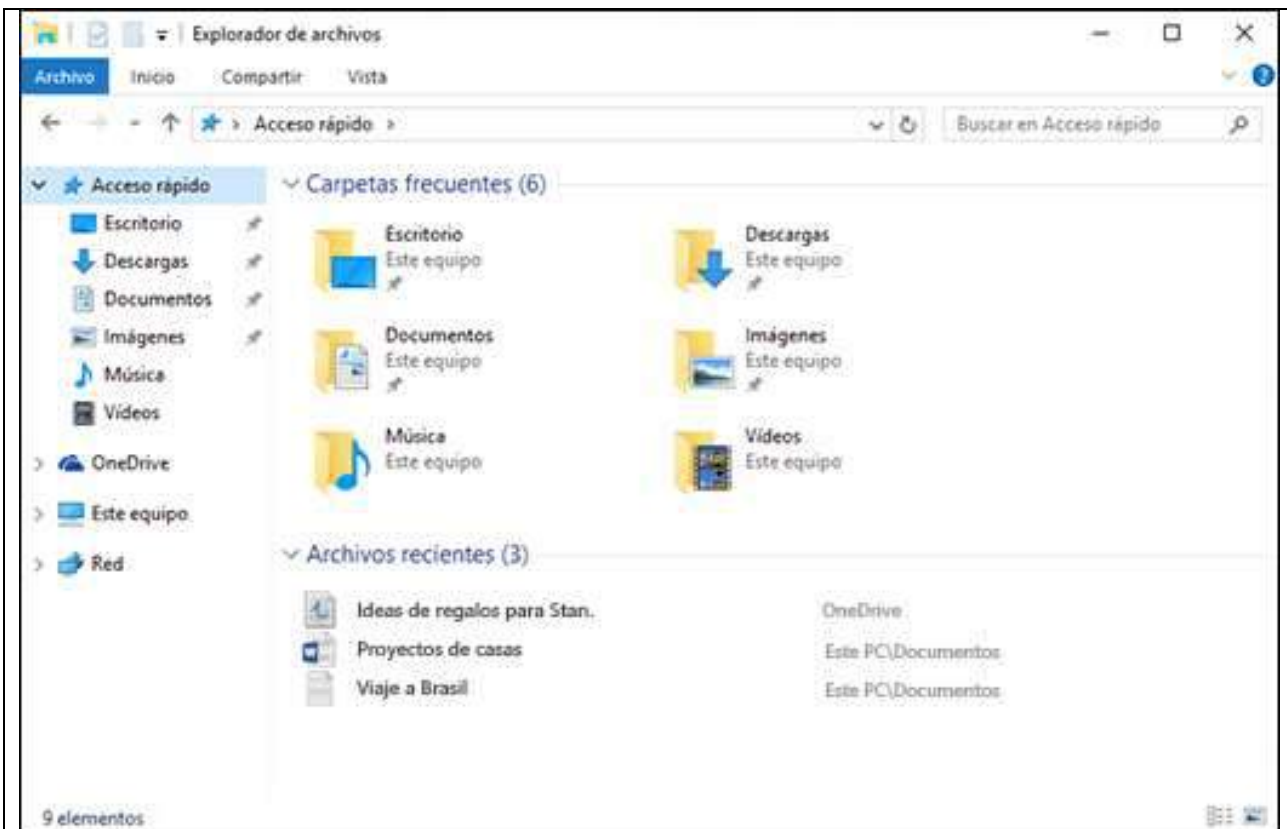 Explorador de archivos
Archivo Inicio Compartir Vista
Acceso rápido
Buscar en Acceso rápido
Acceso rápido
Escritorio
Descargas
Documentos
Imágenes
Música
Vídeos
OneDrive
Este equipo
Red
Carpetas frecuentes (6)
Escritorio
Este equipo
Descargas
Este equipo
Documentos
Este equipo
Imágenes
Este equipo
Música
Este equipo
Vídeos
Este equipo
Archivos recientes (3)
Ideas de regalos para Stan. OneDrive
Proyectos de casas Este PC\Documentos
Viaje a Brasil Este PC\Documentos
9 elementos